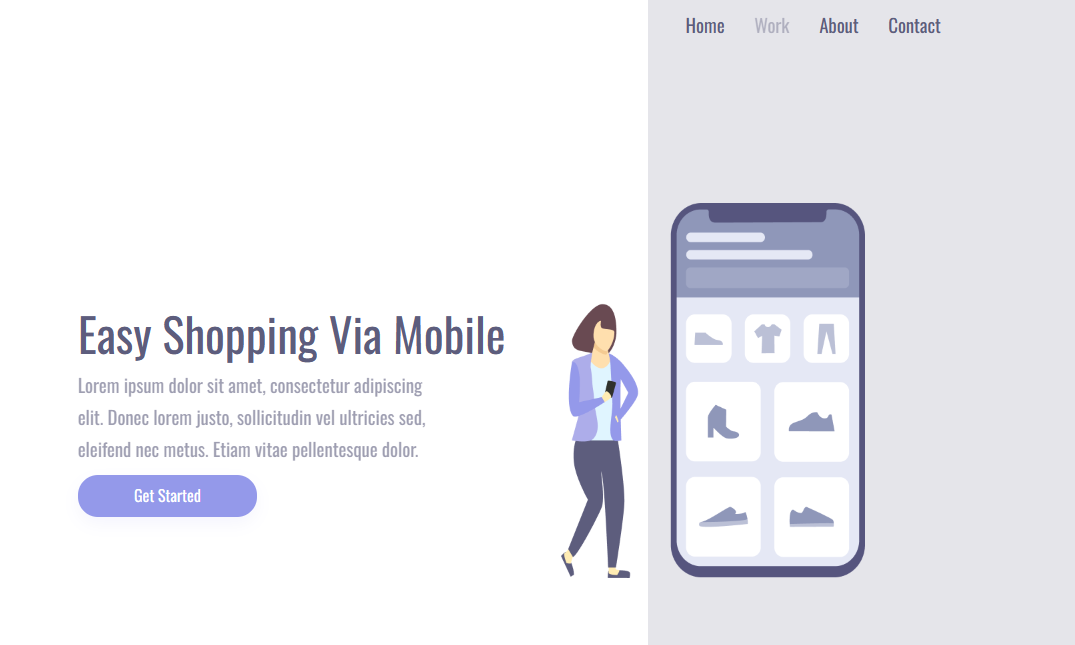 Home Work About Contact
Easy Shopping Via Mobile
Lorem ipsum dolor sit amet, consectetur adipiscing
elit. Donec lorem justo, sollicitudin vel ultricies sed,
eleifend nec metus. Etiam vitae pellentesque dolor.
Get Started